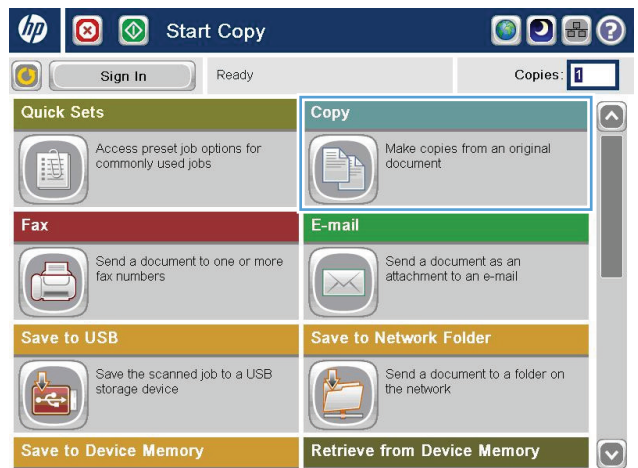 hp Start Copy ?
Sign In Ready Copies: 1
Quick Sets
Access preset job options for
commonly used jobs
Copy
Make copies from an original
document
Fax
Send a document to one or more
fax numbers
E-mail
Send a document as an
attachment to an e-mail
Save to USB
Save the scanned job to a USB
storage device
Save to Network Folder
Send a document to a folder on
the network
Save to Device Memory
Retrieve from Device Memory